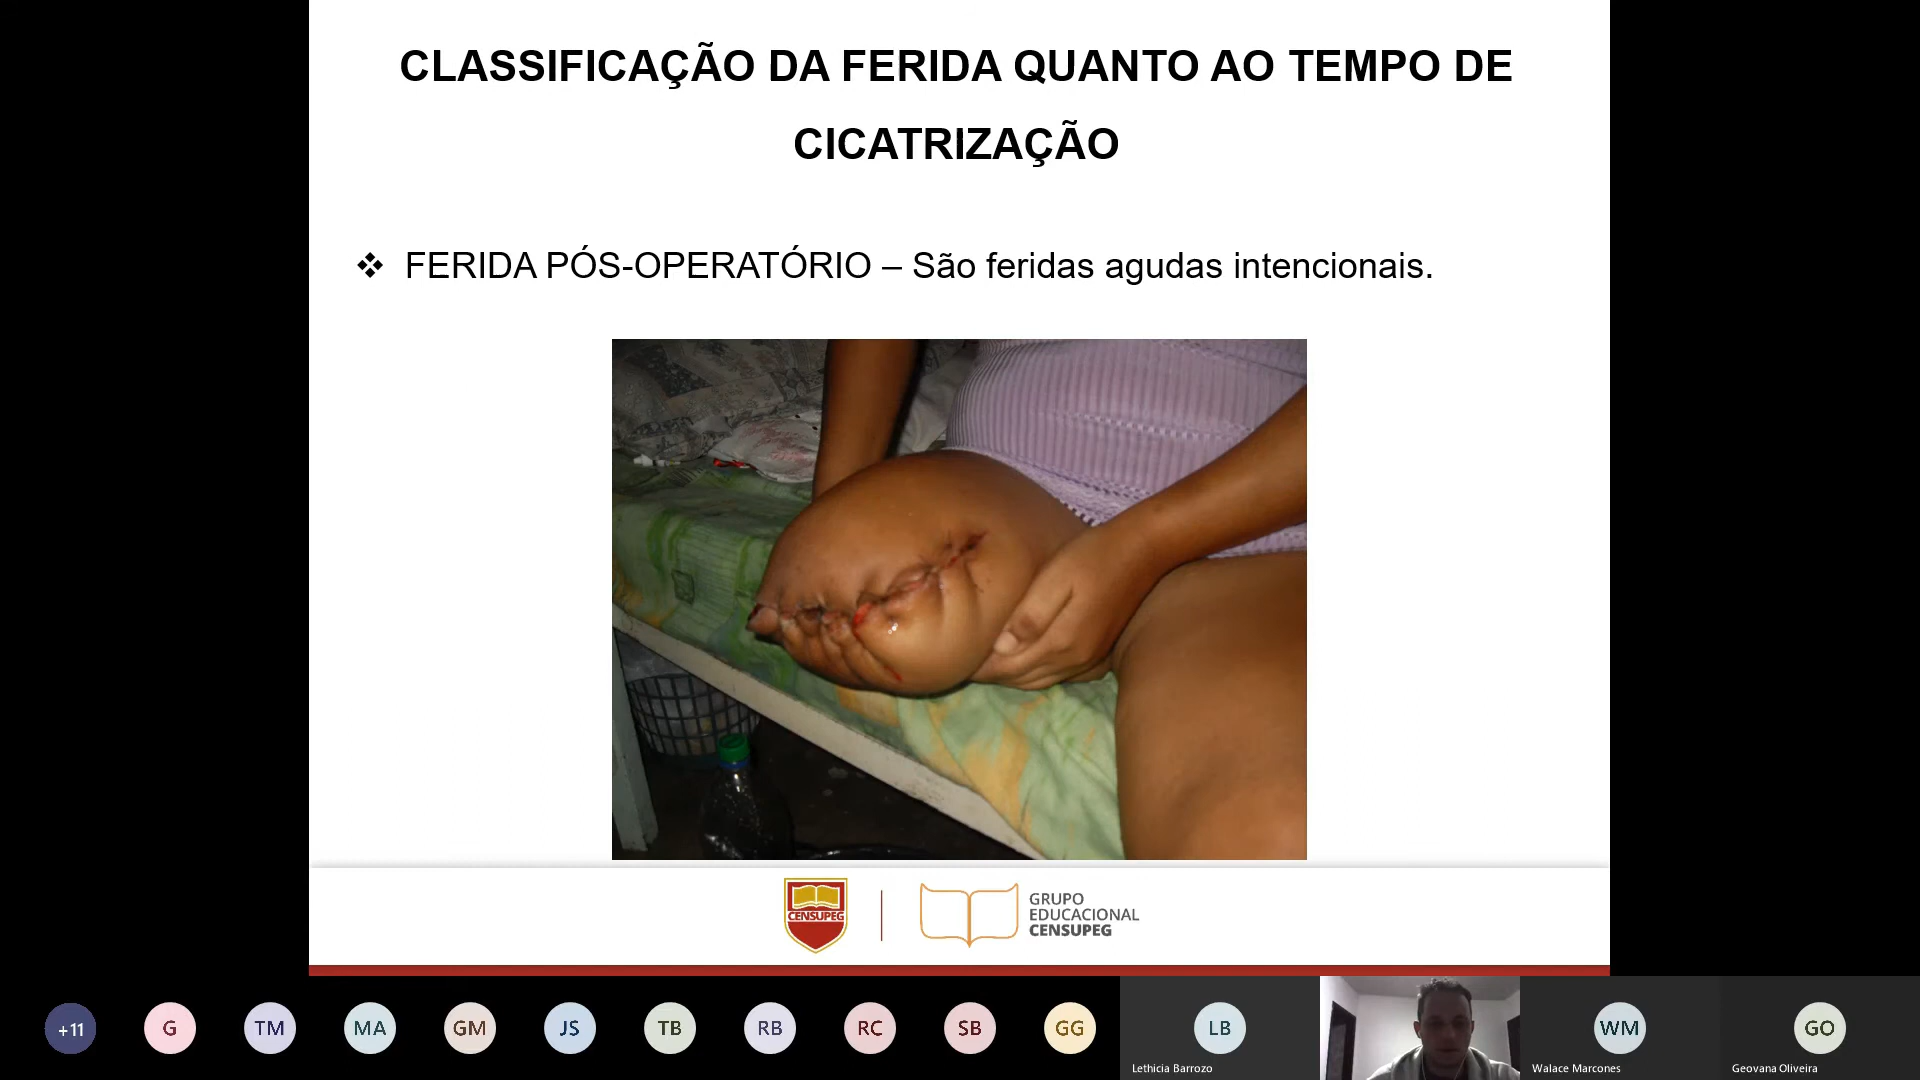 CLASSIFICAÇÃO DA FERIDA QUANTO AO TEMPO DE
CICATRIZAÇÃO
❖ FERIDA PÓS-OPERATÓRIO – São feridas agudas intencionais.
CENSUPEG
GRUPO
EDUCACIONAL
CENSUPEG
+11
G
TM
MA
GM
JS
TB
RB
RC
SB
GG
LB
WM
GO
Lethicia Barrozo
Walace Marcones
Geovana Oliveira